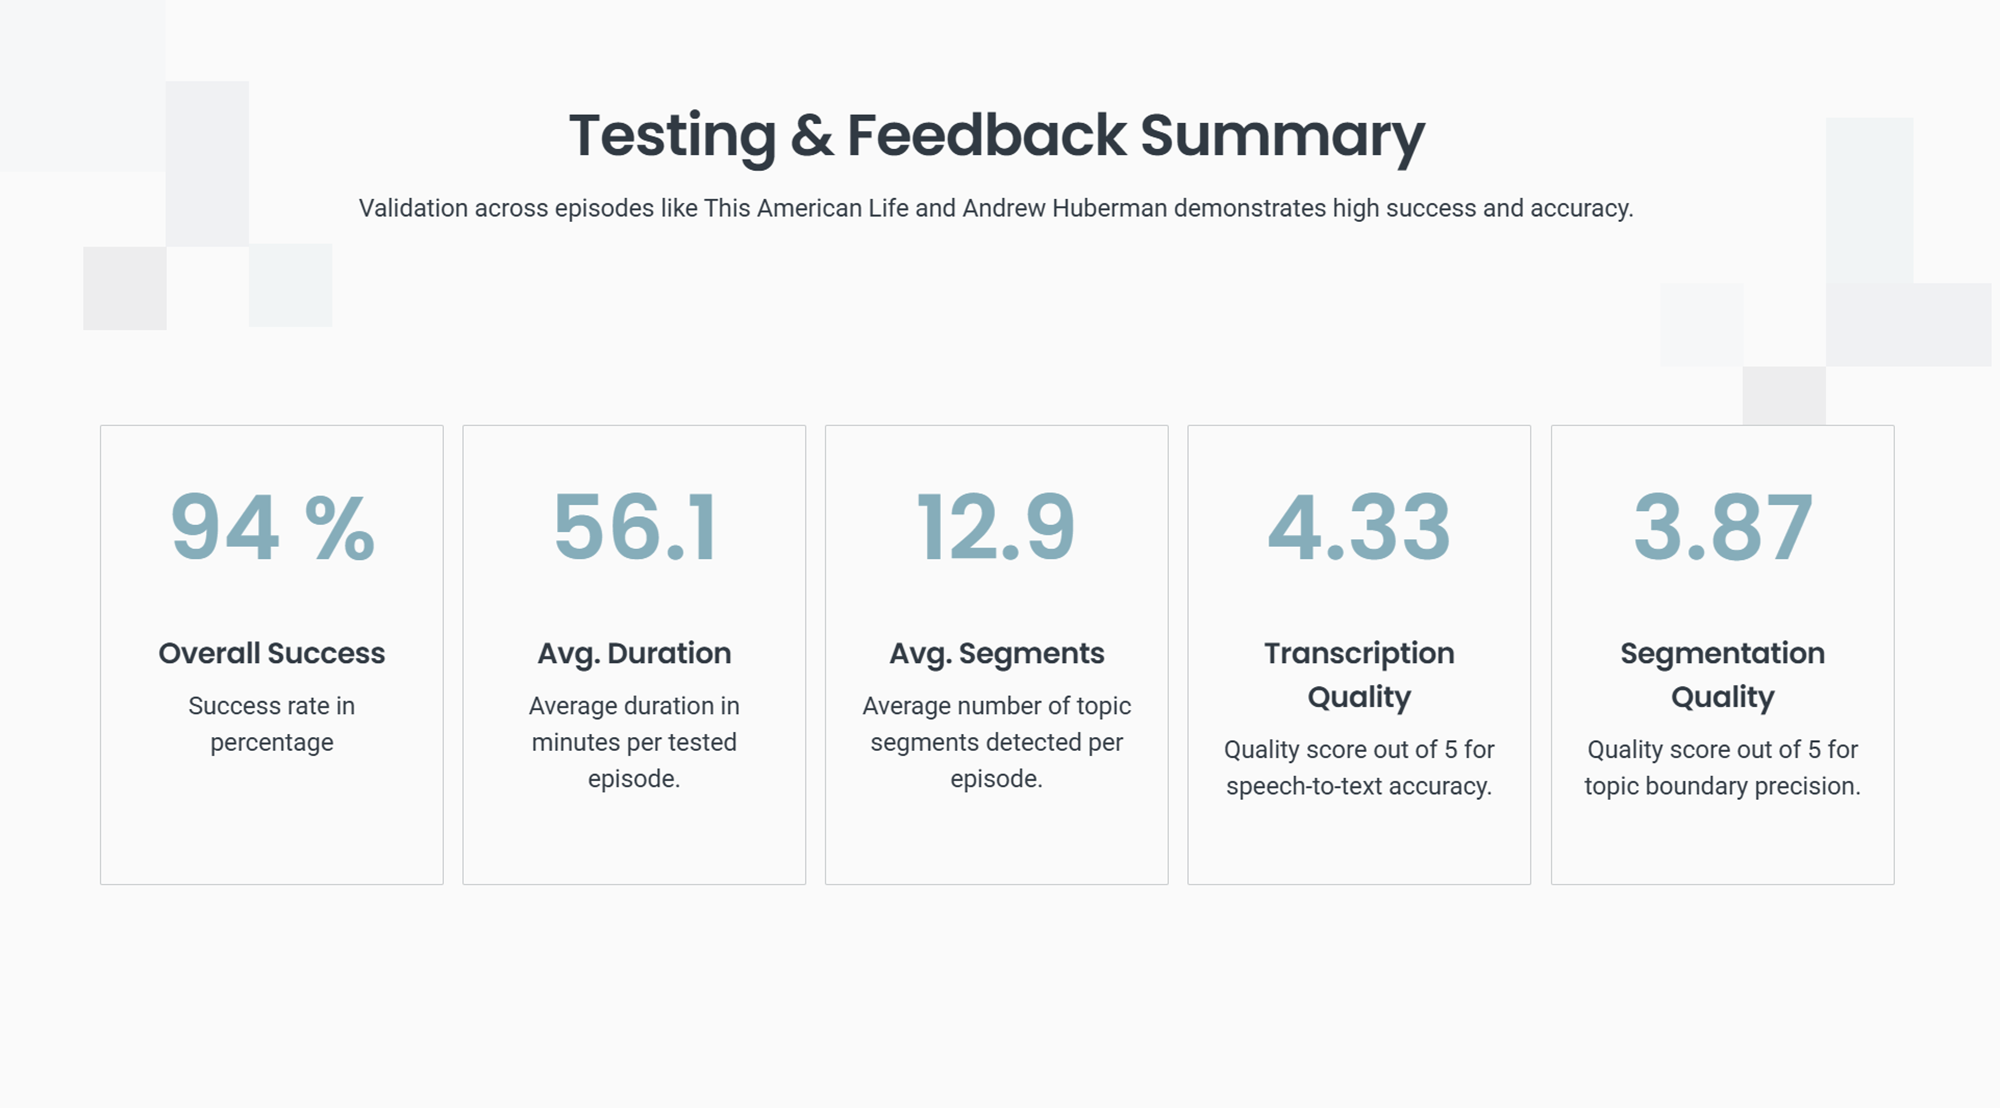 Testing & Feedback Summary
Validation across episodes like This American Life and Andrew Huberman demonstrates high success and accuracy.
94 %
Overall Success
Success rate in
percentage
56.1
Avg. Duration
Average duration in
minutes per tested
episode.
12.9
Avg. Segments
Average number of topic
segments detected per
episode.
4.33
Transcription
Quality
Quality score out of 5 for
speech-to-text accuracy.
3.87
Segmentation
Quality
Quality score out of 5 for
topic boundary precision.